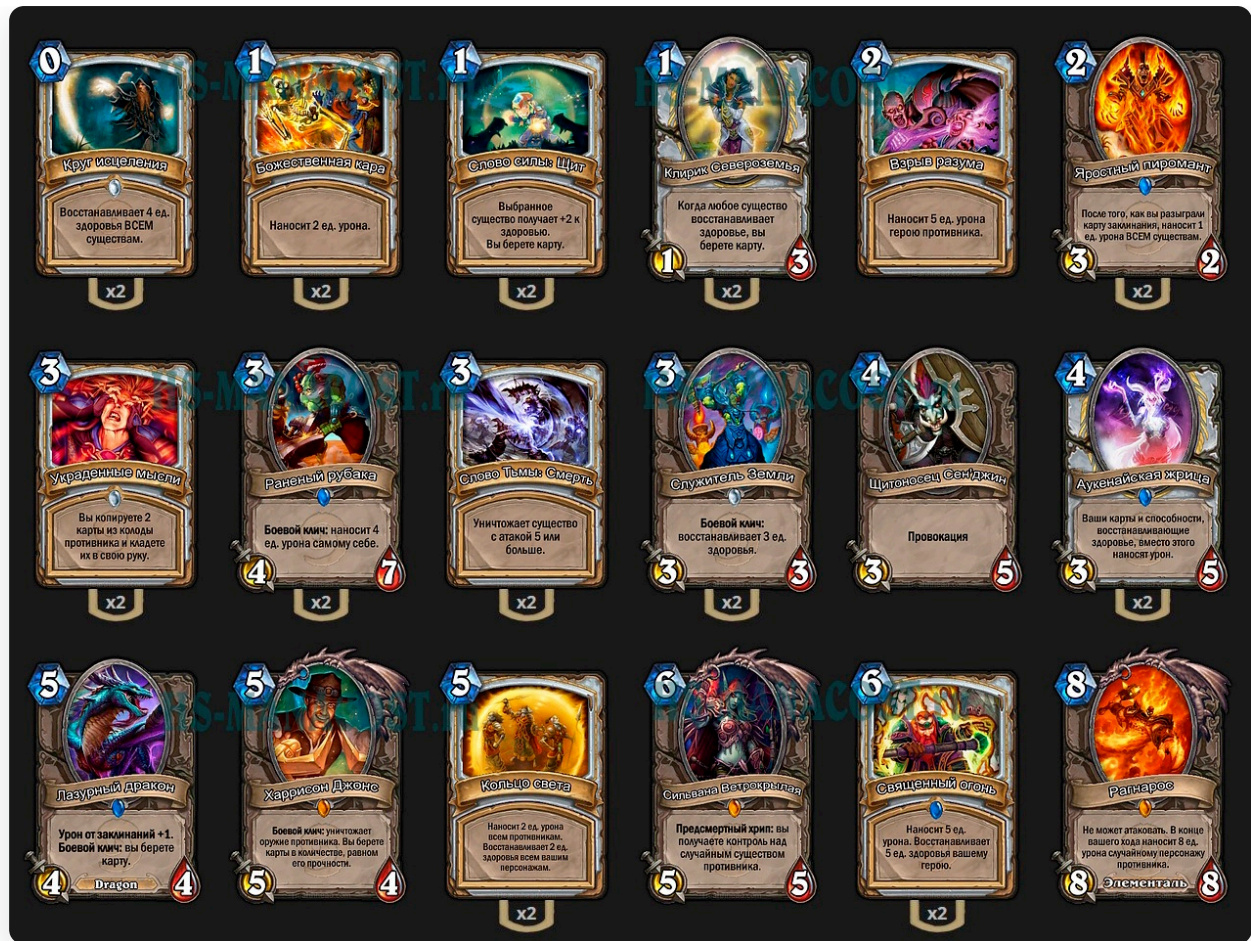 0
Круг исцеления
Восстанавливает 4 ед.
здоровья ВСЕМ
существам.
x2
1
Божественная кара
Наносит 2 ед. урона.
x2
1
Слово силы: Щит
Выбранное
существо получает +2 к
здоровью.
Вы берете карту.
x2
1
Клирик Североземья
Когда любое существо
восстанавливает
здоровье, вы
берете карту.
1
3
x2
2
Взрыв разума
Наносит 5 ед. урона
герою противника.
2
Яростный пиромант
После того, как вы разыграли
карту заклинания, наносит 1
ед. урона ВСЕМ существам.
3
2
x2
3
Украденные мысли
Вы копируете 2
карты из колоды
противника и кладете
их в свою руку.
x2
3
Раненый рубака
Боевой клич: наносит 4
ед. урона самому себе.
4
7
x2
3
Слово Тьмы: Смерть
Уничтожает существо
с атакой 5 или
больше.
x2
3
Служитель Земли
Боевой клич:
восстанавливает 3 ед.
здоровья.
3
3
x2
4
Щитоносец Сен'джин
Провокация
3
5
4
Аукенайская жрица
Ваши карты и способности,
восстанавливающие
здоровье, вместо этого
наносят урон.
3
5
x2
5
Лазурный дракон
Урон от заклинаний +1.
Боевой клич: вы берете
карту.
4
Dragon
4
5
Харрисон Джонс
Боевой клич: уничтожает
оружие противника. Вы берете
карты в количестве, равном
его прочности.
5
4
5
Кольцо света
Наносит 2 ед. урона
всем противникам.
Восстанавливает 2 ед.
здоровья всем вашим
персонажам.
x2
6
Сильвана Ветрокрылая
Предсмертный хрип: вы
получаете контроль над
случайным существом
противника.
5
5
6
Священный огонь
Наносит 5 ед.
урона. Восстанавливает
5 ед. здоровья вашему
герою.
x2
8
Рагнарос
Не может атаковать. В конце
вашего хода наносит 8 ед.
урона случайному персонажу
противника.
8
Элементаль
8